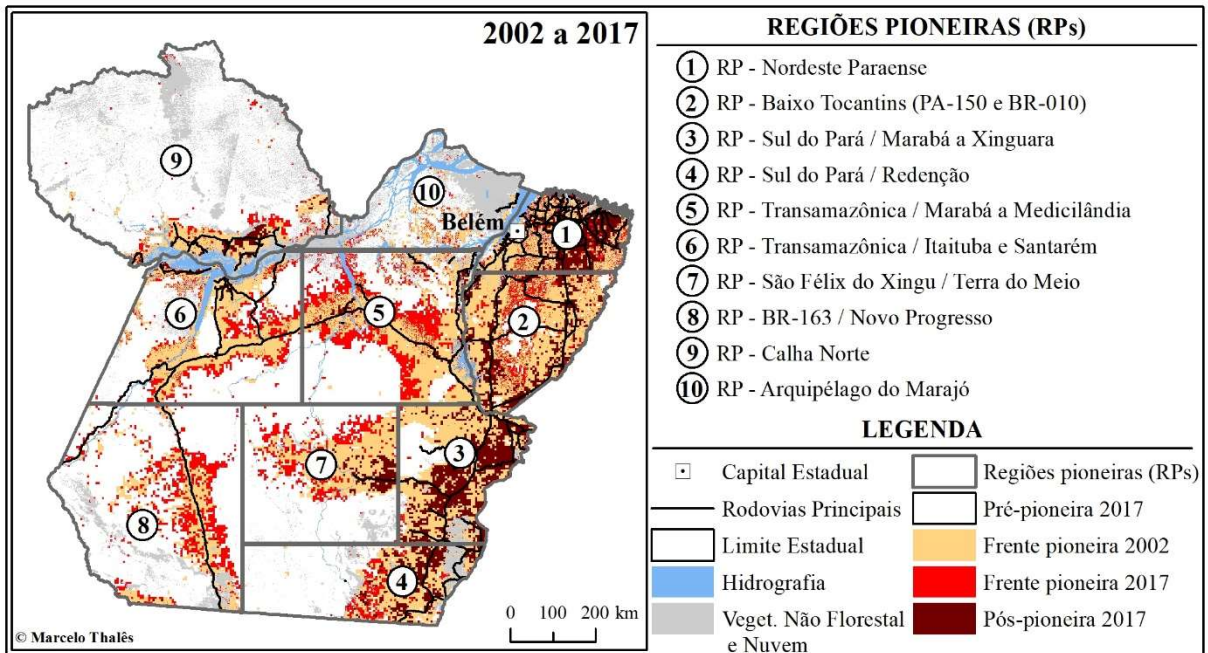 2002 a 2017
9
10
Belém
1
6
5
2
7
3
8
4
0 100 200 km
© Marcelo Thalês
REGIÕES PIONEIRAS (RPs)
1 RP - Nordeste Paraense
2 RP - Baixo Tocantins (PA-150 e BR-010)
3 RP - Sul do Pará / Marabá a Xinguara
4 RP - Sul do Pará / Redenção
5 RP - Transamazônica / Marabá a Medicilândia
6 RP - Transamazônica / Itaituba e Santarém
7 RP - São Félix do Xingu / Terra do Meio
8 RP - BR-163 / Novo Progresso
9 RP - Calha Norte
10 RP - Arquipélago do Marajó
LEGENDA
Capital Estadual
Rodovias Principais
Limite Estadual
Hidrografia
Veget. Não Florestal
e Nuvem
Regiões pioneiras (RPs)
Pré-pioneira 2017
Frente pioneira 2002
Frente pioneira 2017
Pós-pioneira 2017